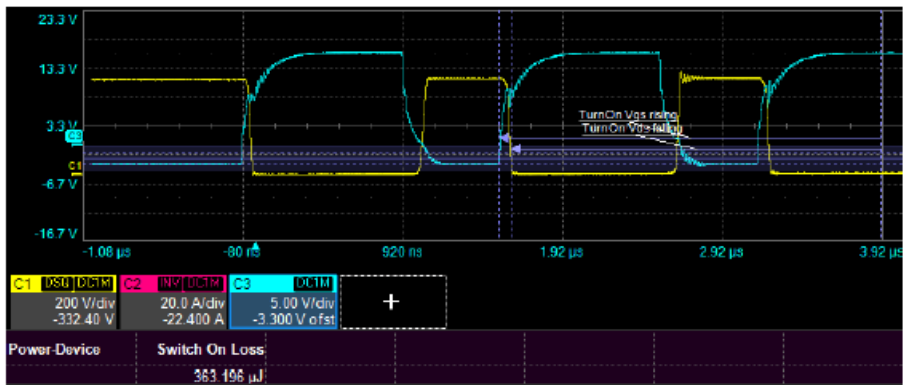 23.3 V
13.3 V
3.3 V
C3
C1
-6.7 V
-16.7 V
TurnOn Vgs rising
TurnOn Vds falling
-1.08 µs
-80 ns
920 ns
1.92 µs
2.92 µs
3.92 µs
C1 DSQ DC1M C2 INV DC1M C3 DC1M
200 V/div 20.0 A/div 5.00 V/div
-332.40 V -22.400 A -3.300 V ofst
+
Power-Device Switch On Loss
363.196 µJ